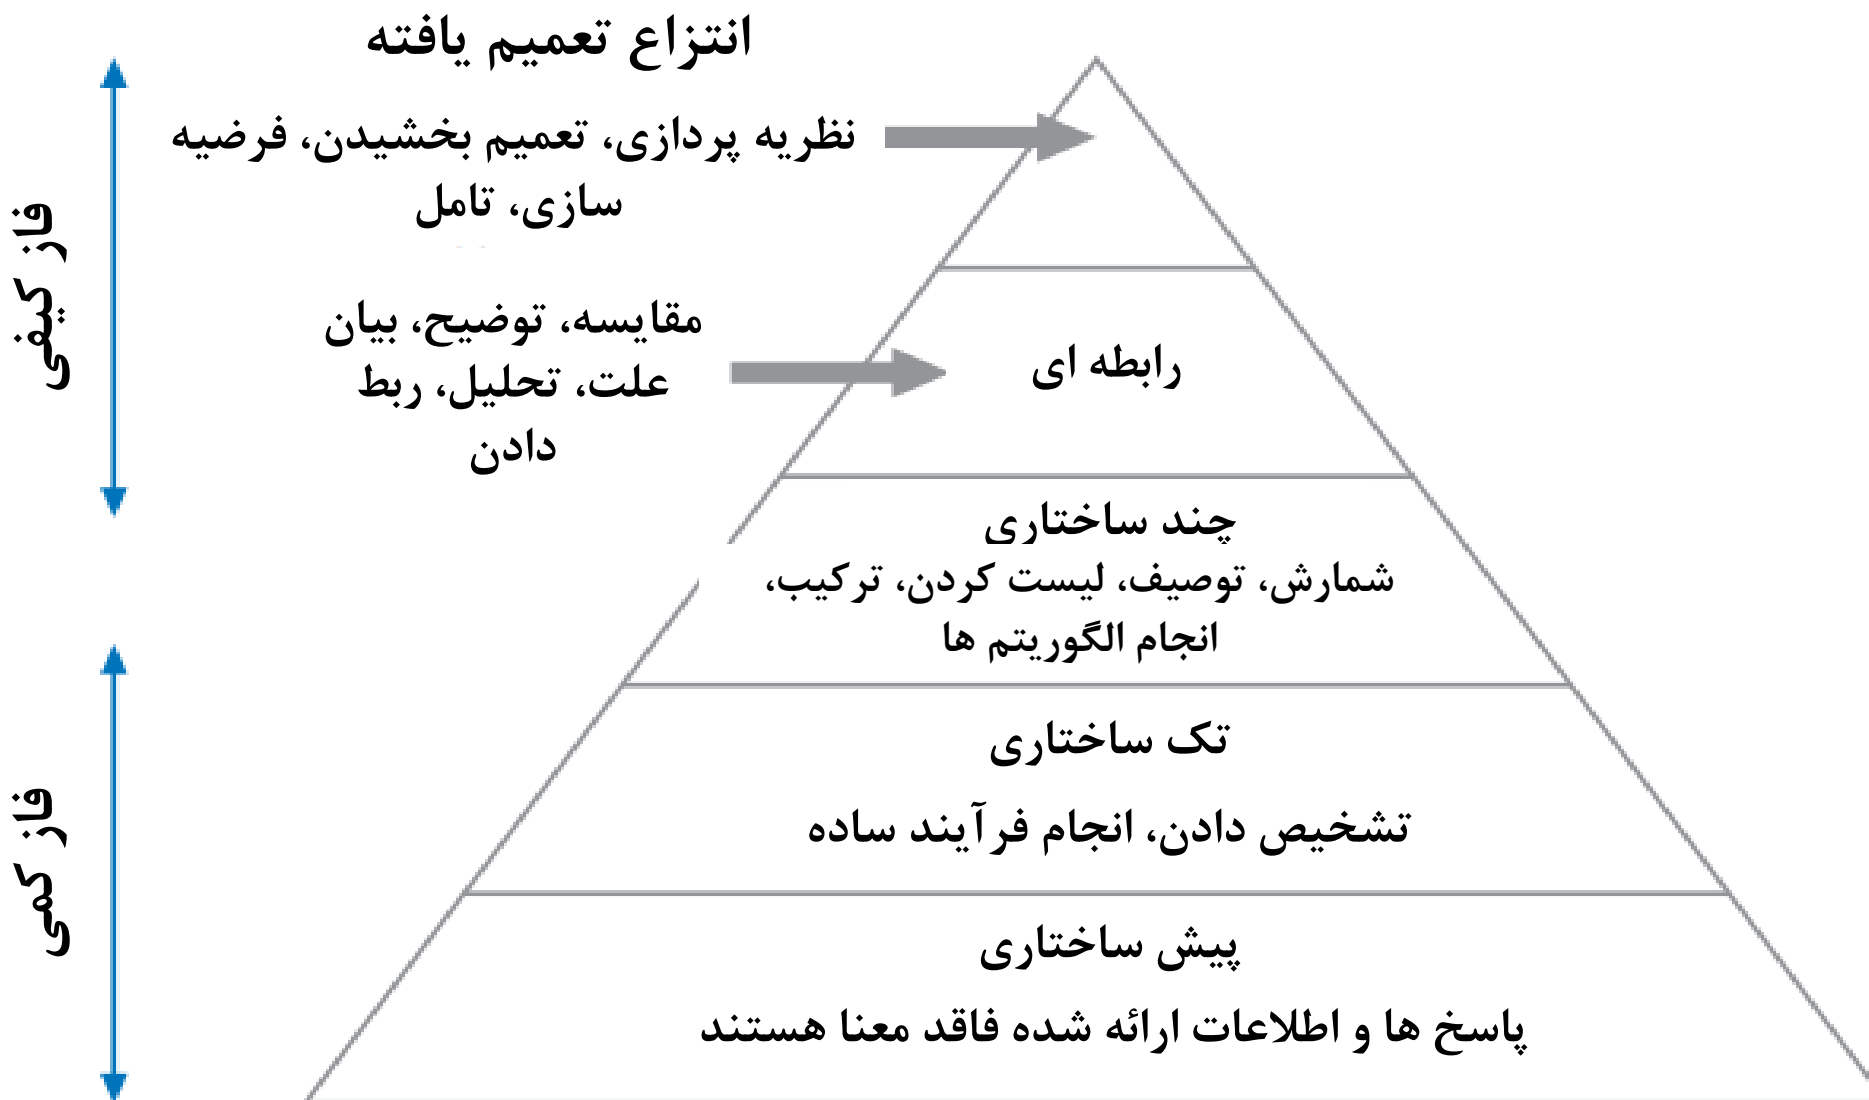 انتزاع تعمیم یافته
نظریه پردازی، تعمیم بخشیدن، فرضیه
سازی، تامل
فاز کیفی
مقایسه، توضیح، بیان
علت، تحلیل، ربط
دادن
رابطه ای
چند ساختاری
شمارش، توصیف، لیست کردن، ترکیب،
انجام الگوریتم ها
فاز کمی
تک ساختاری
تشخیص دادن، انجام فرآیند ساده
پیش ساختاری
پاسخ ها و اطلاعات ارائه شده فاقد معنا هستند